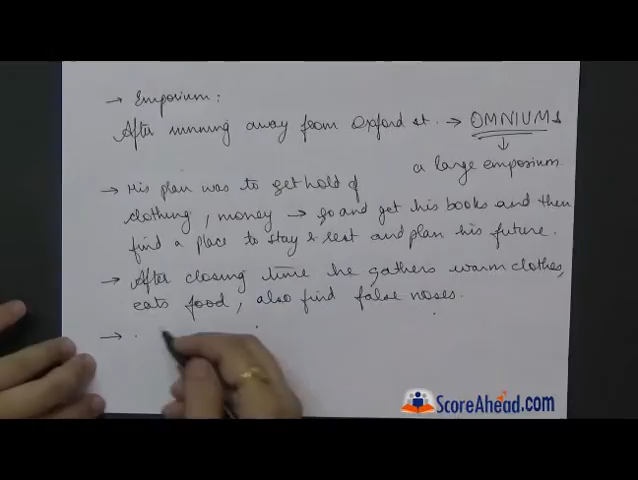 → Emporium :
After running away from Oxford st. → OMNIUMs
↓
a large emporium.
→ His plan was to get hold of
clothing, money → go and get his books and then
find a place to stay & rest and plan his future.
→ After closing time he gathers warm clothes,
eats food, also find false noses.
→
ScoreAhead.com